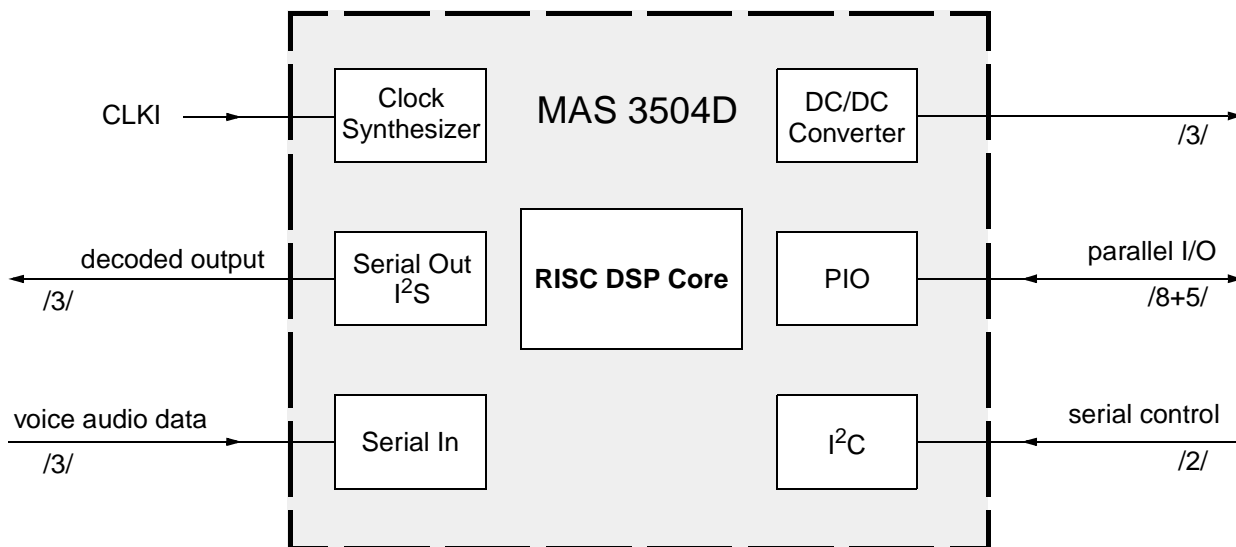 MAS 3504D
CLKI
Clock
Synthesizer
DC/DC
Converter
/3/
decoded output
/3/
Serial Out
I²S
RISC DSP Core
PIO
parallel I/O
/8+5/
voice audio data
/3/
Serial In
I²C
serial control
/2/